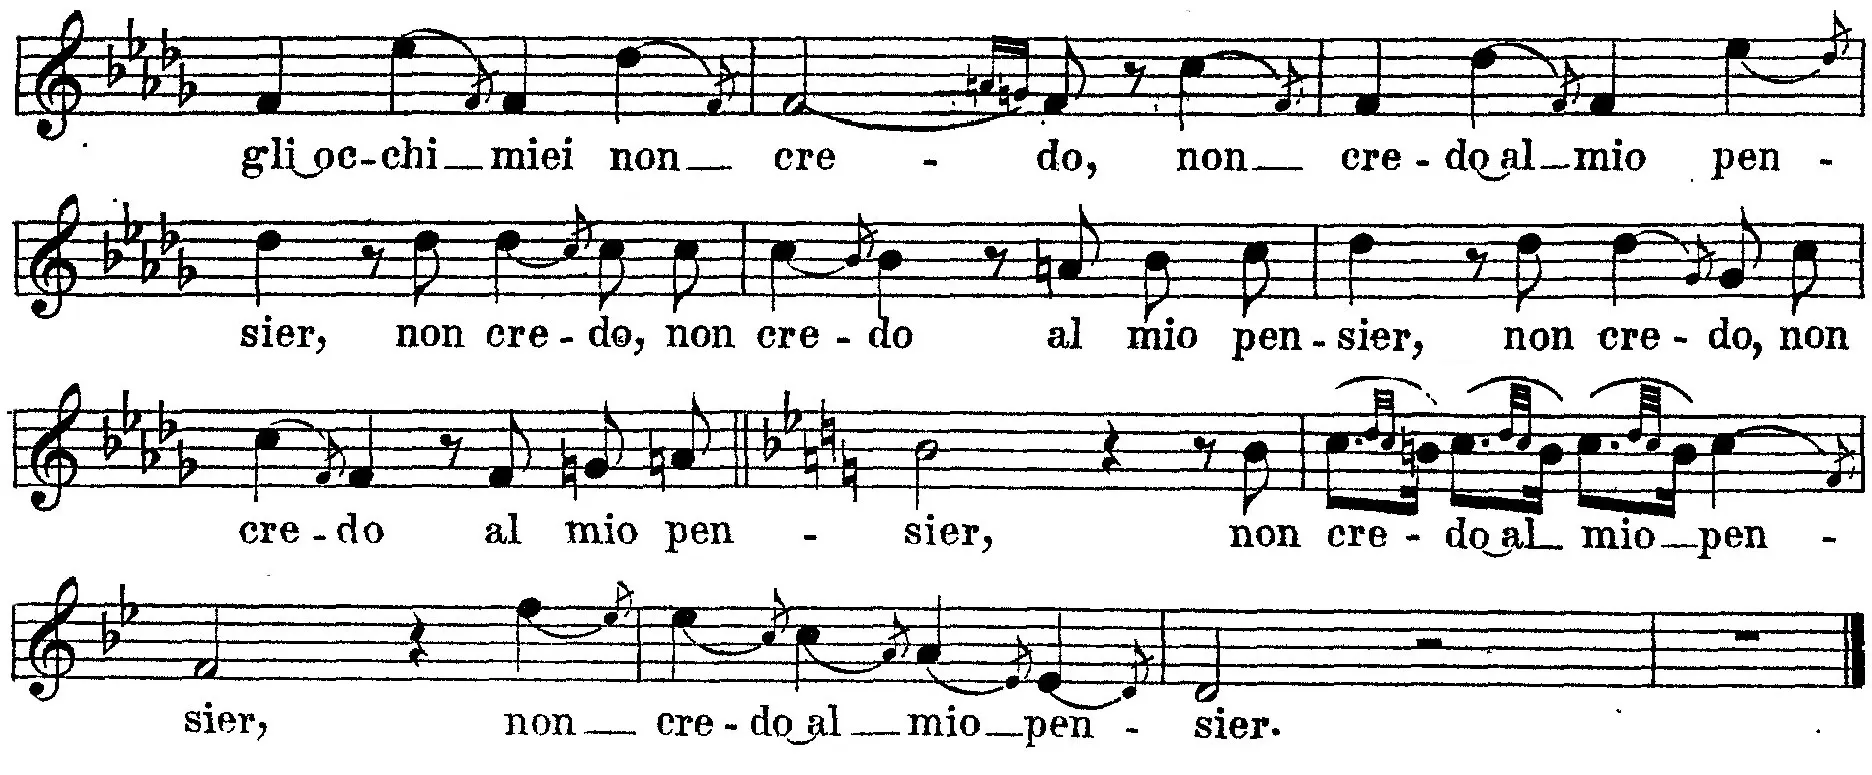 gli oc-chi miei non cre - do, non cre - do al mio pen -
sier, non cre - do, non cre - do al mio pen - sier, non cre - do, non
cre - do al mio pen - sier, non cre - do al mio pen -
sier, non cre - do al mio pen - sier.